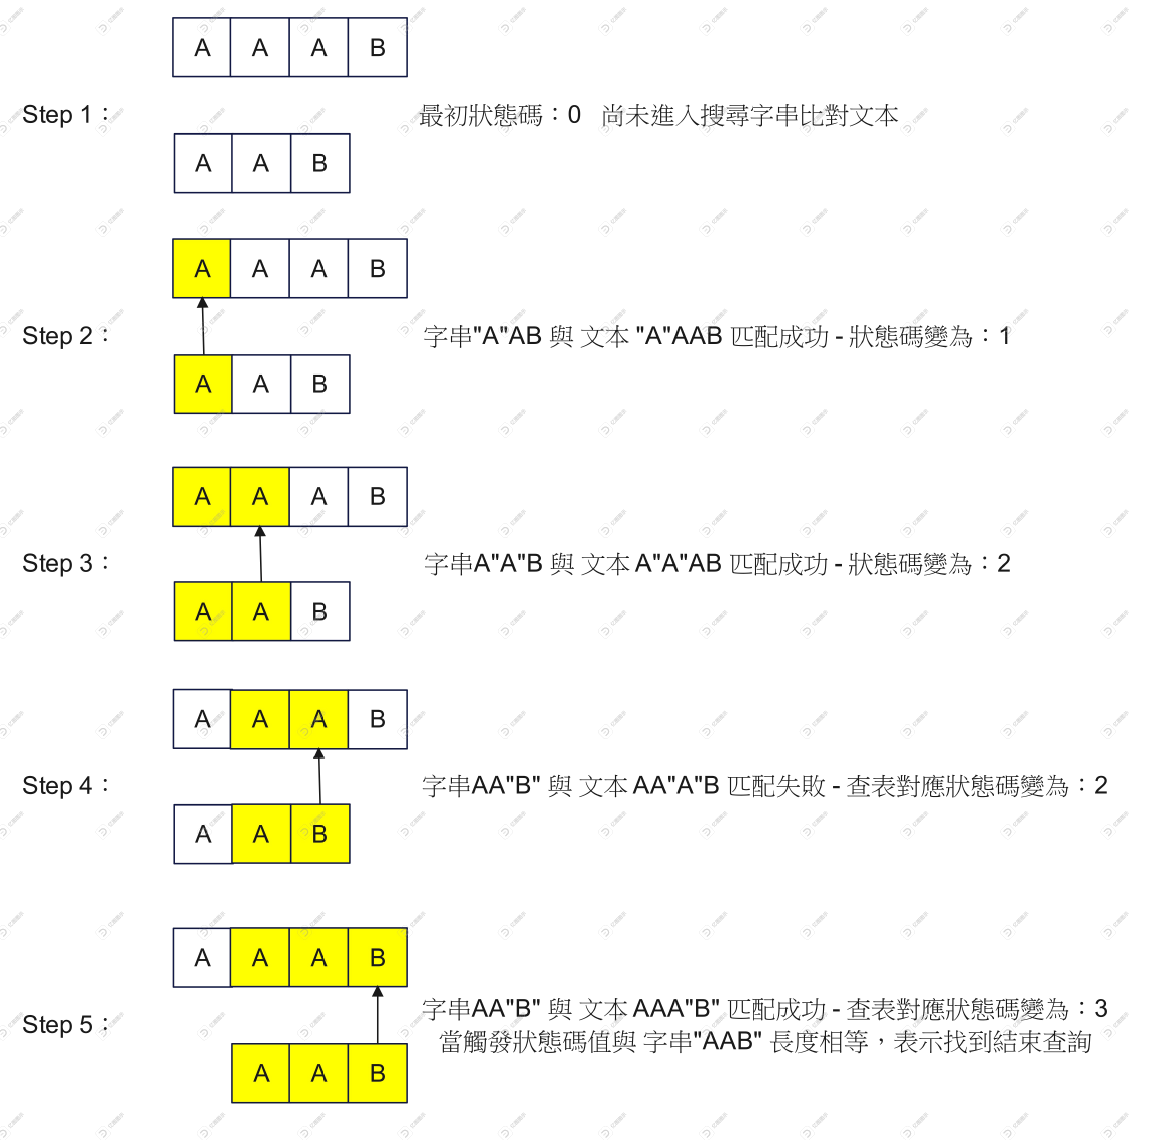 A A A B
Step 1： 最初狀態碼：0 尚未進入搜尋字串比對文本
A A B
A A A B
Step 2： 字串"A"AB 與 文本 "A"AAB 匹配成功 - 狀態碼變為：1
A A B
A A A B
Step 3： 字串A"A"B 與 文本 A"A"AB 匹配成功 - 狀態碼變為：2
A A B
A A A B
Step 4： 字串AA"B" 與 文本 AA"A"B 匹配失敗 - 查表對應狀態碼變為：2
A A B
A A A B
字串AA"B" 與 文本 AAA"B" 匹配成功 - 查表對應狀態碼變為：3
Step 5： 當觸發狀態碼值與 字串"AAB" 長度相等，表示找到結束查詢
A A B